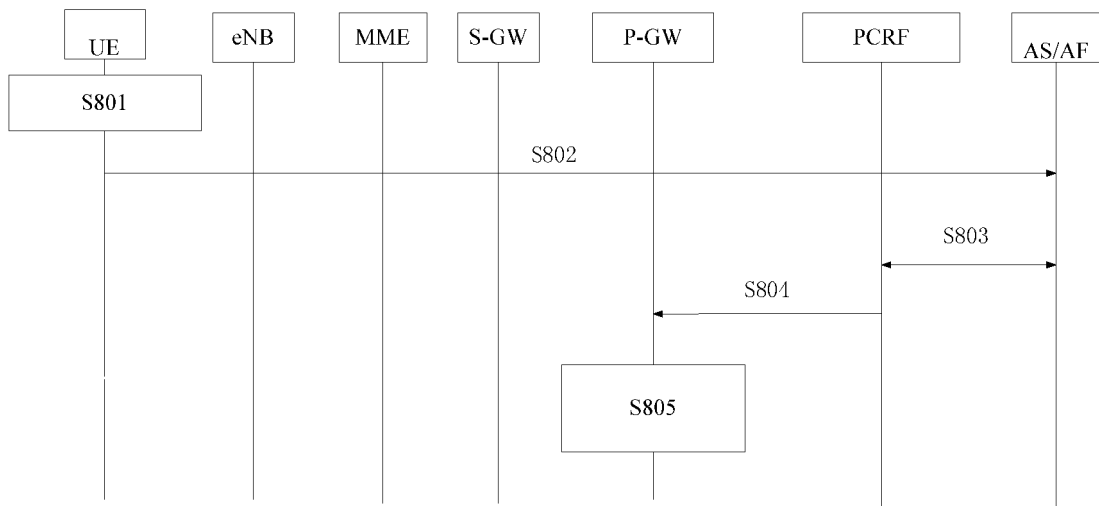 UE
eNB
MME
S-GW
P-GW
PCRF
AS/AF
S801
S802
S803
S804
S805